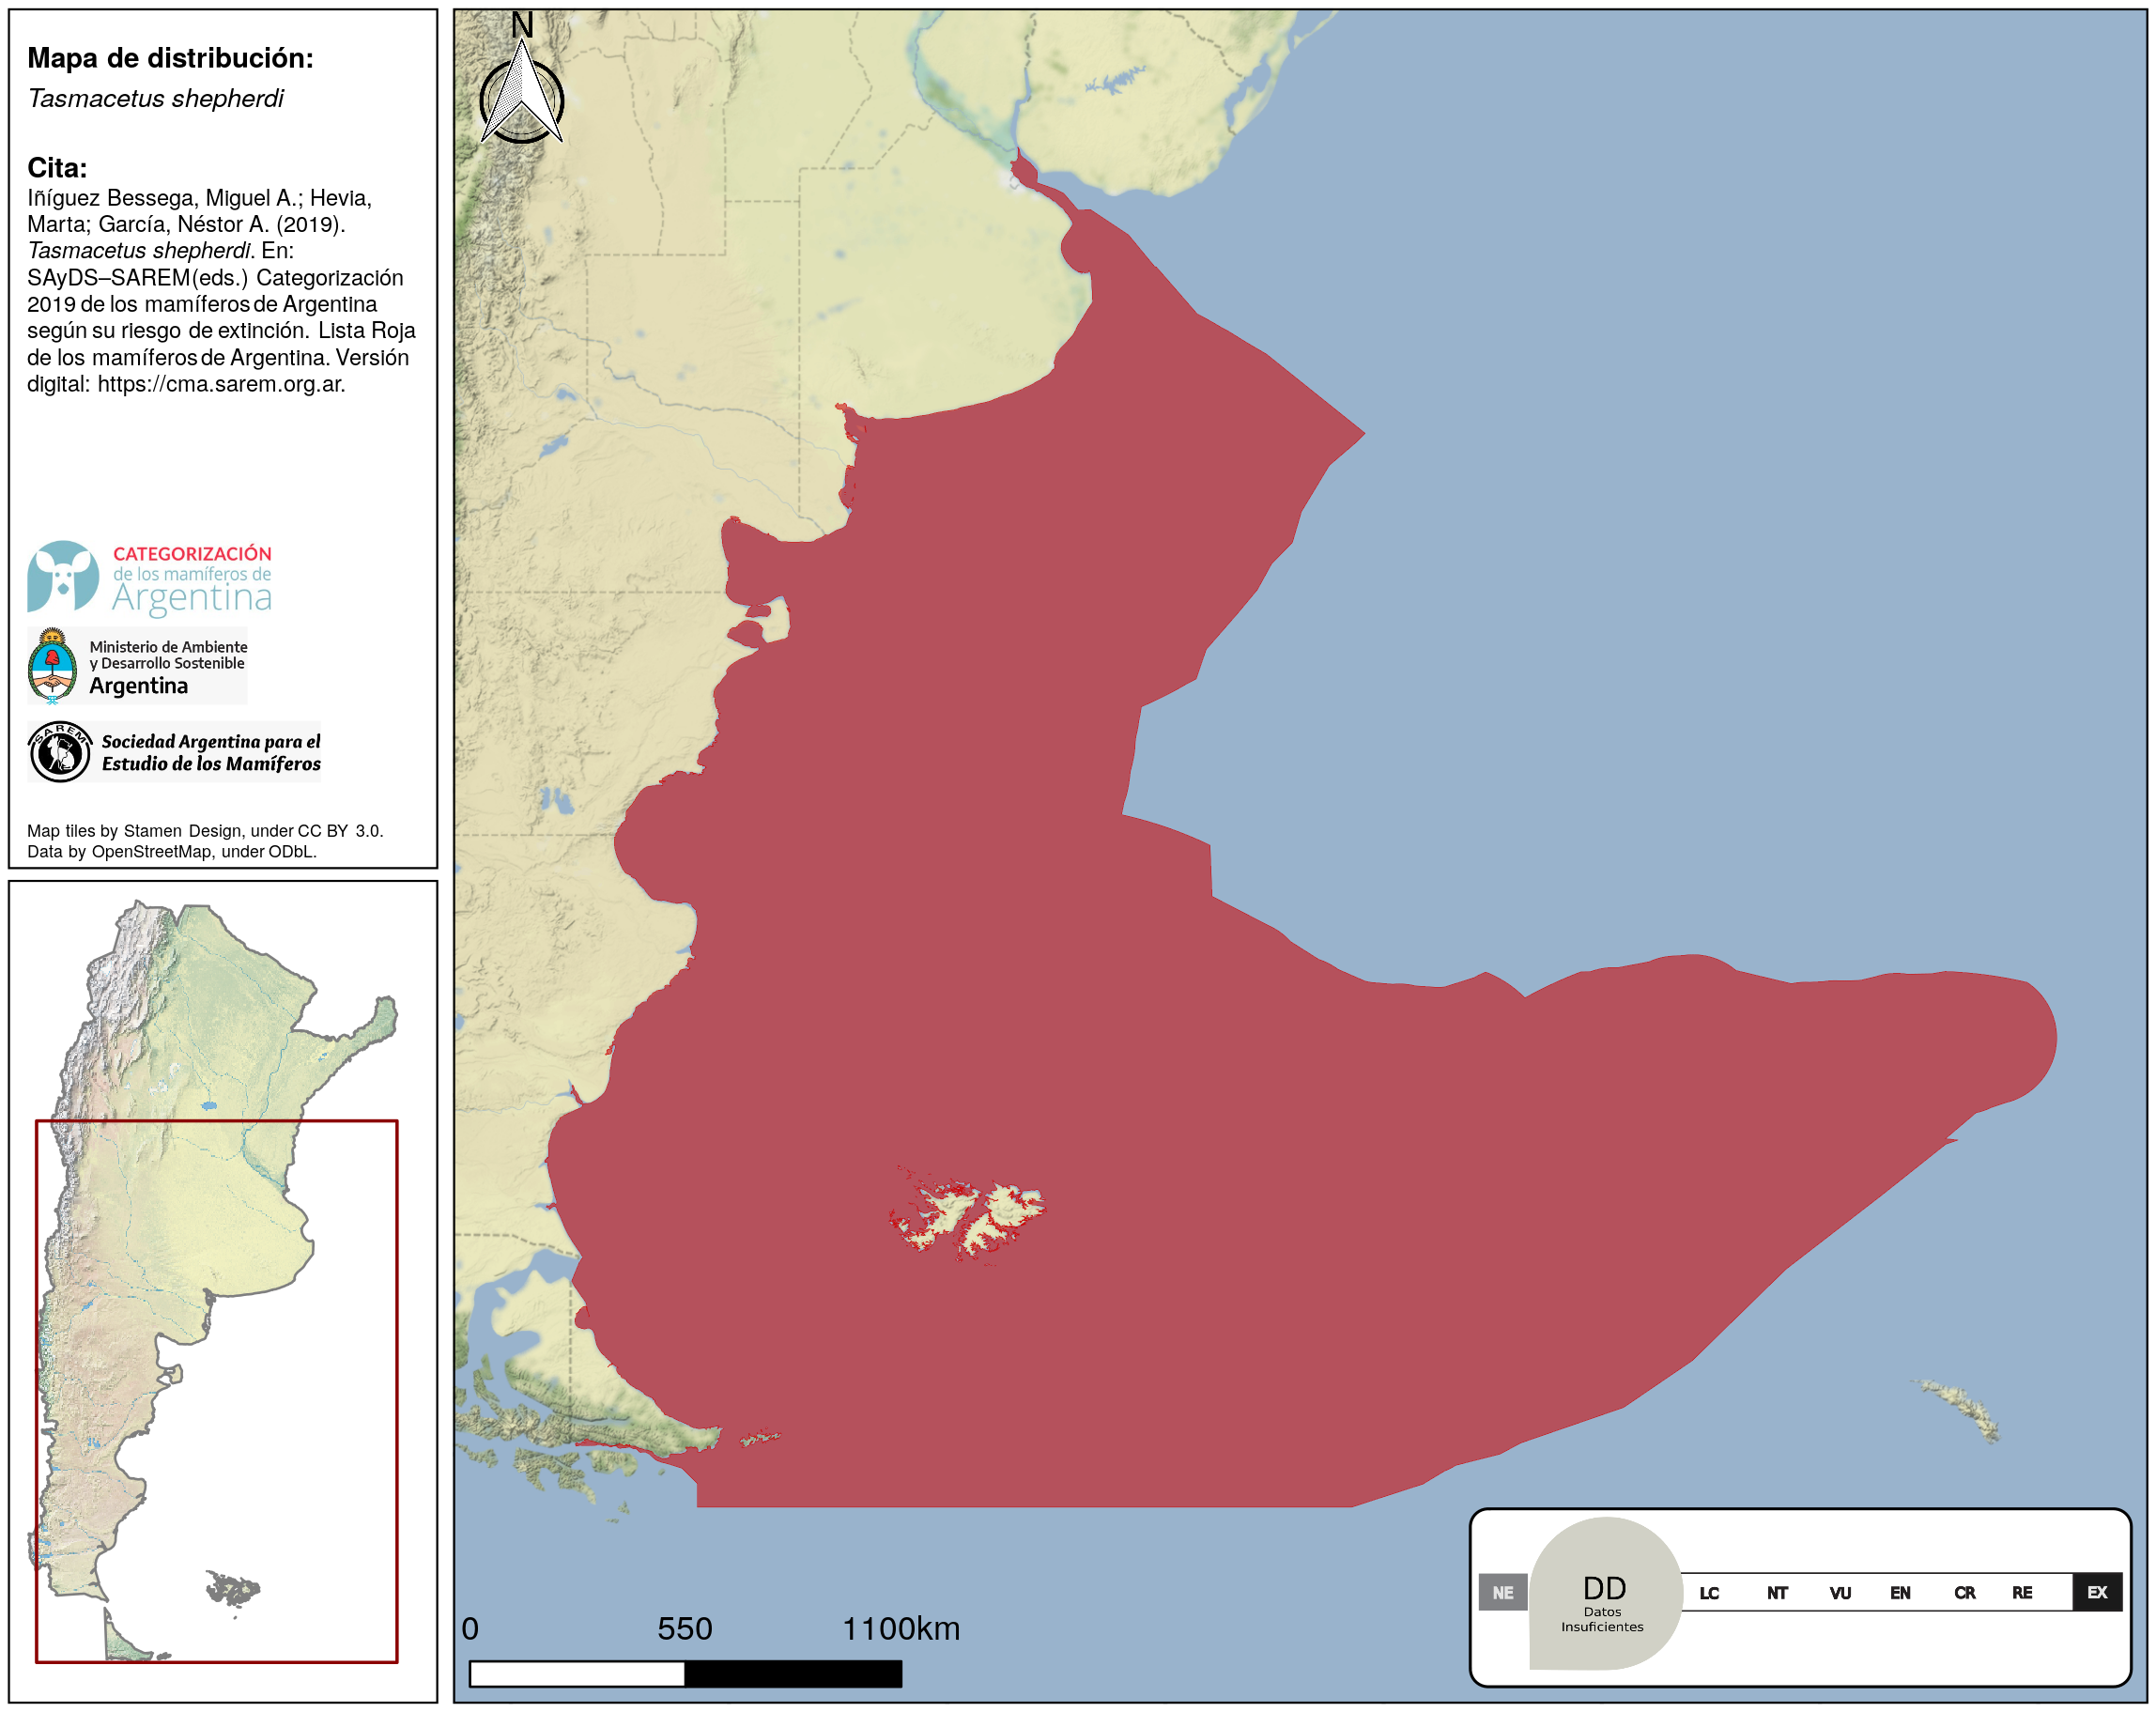 Mapa de distribución:
Tasmacetus shepherdi
Cita:
Iñíguez Bessega, Miguel A.; Hevia,
Marta; García, Néstor A. (2019).
Tasmacetus shepherdi. En:
SAyDS–SAREM(eds.) Categorización
2019 de los mamíferos de Argentina
según su riesgo de extinción. Lista Roja
de los mamíferos de Argentina. Versión
digital: https://cma.sarem.org.ar.
CATEGORIZACIÓN
de los mamíferos de
Argentina
Ministerio de Ambiente
y Desarrollo Sostenible
Argentina
SAREM
Sociedad Argentina para el
Estudio de los Mamíferos
Map tiles by Stamen Design, under CC BY 3.0.
Data by OpenStreetMap, under ODbL.
N
0 550 1100km
NE DD LC NT VU EN CR RE EX
Datos
Insuficientes